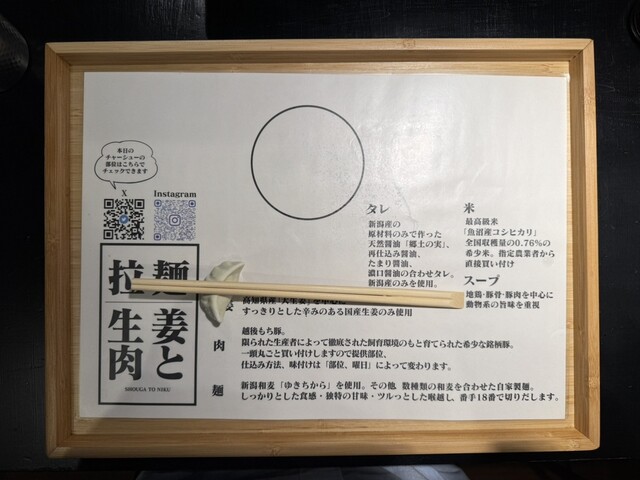 本日の
チャーシューの
部位はこちらで
チェックできます
X
Instagram
タレ
新潟産の
原材料のみで作った
天然醤油「郷土の実」、
再仕込み醤油、
たまり醤油、
濃口醤油の合わせタレ。
新潟産のみを使用。
米
最高級米
「魚沼産コシヒカリ」
全国収穫量の0.76%の
希少米。指定農業者から
直接買い付け
スープ
地鶏・豚骨・豚肉を中心に
動物系の旨味を重視
拉麺
生姜と
生肉
SHOUGA TO NIKU
高知県産「大生姜」を中心に
すっきりとした辛みのある国産生姜のみ使用
肉
越後もち豚。
限られた生産者によって徹底された飼育環境のもと育てられた希少な銘柄豚。
一頭丸ごと買い付けしますので提供部位、
仕込み方法、味付けは「部位、曜日」によって変わります。
麺
新潟和麦「ゆきちから」を使用。その他 数種類の和麦を合わせた自家製麺。
しっかりとした食感・独特の甘味・ツルっとした喉越し、番手18番で切りだします。